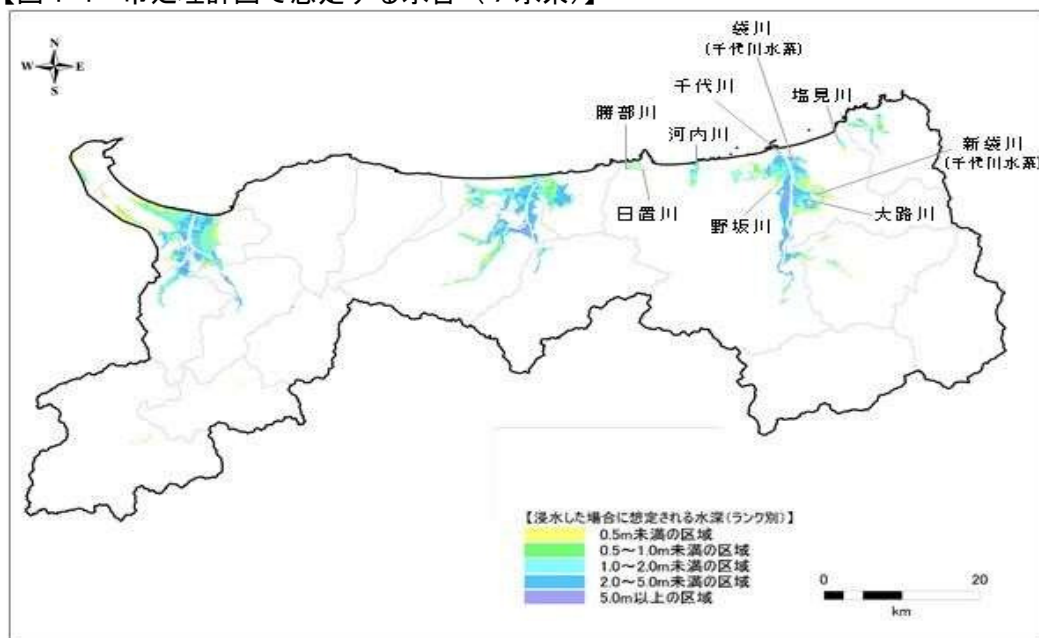 N
W E
S
袋川
(千代川水系)
千代川
塩見川
勝部川
河内川
新袋川
(千代川水系)
日置川
野坂川
大路川
【浸水した場合に想定される水深(ランク別)】
0.5m未満の区域
0.5～1.0m未満の区域
1.0～2.0m未満の区域
2.0～5.0m未満の区域
5.0m以上の区域
0 20
km